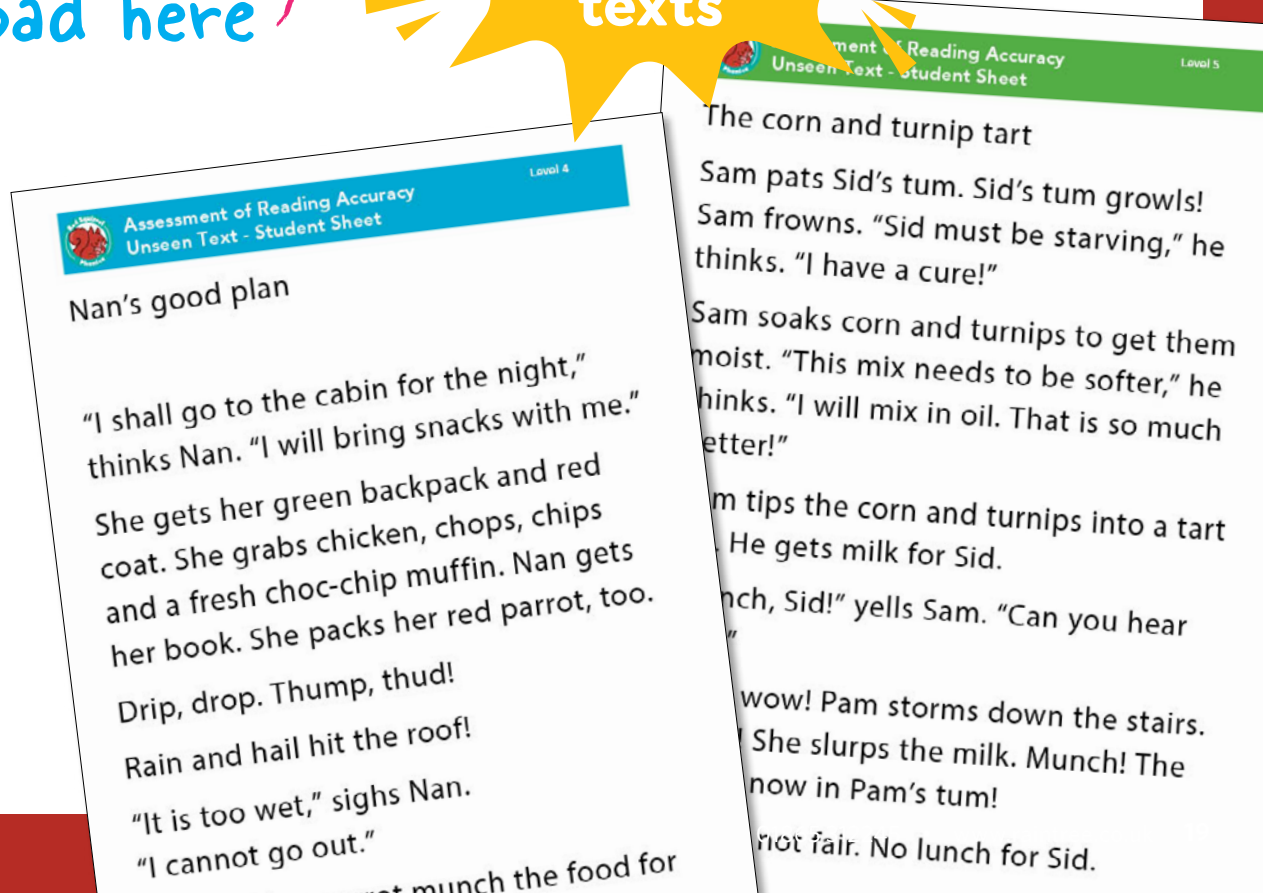 here
texts
Assessment of Reading Accuracy
Unseen Text - Student Sheet
Level 4
Nan's good plan
"I shall go to the cabin for the night,"
thinks Nan. "I will bring snacks with me."
She gets her green backpack and red
coat. She grabs chicken, chops, chips
and a fresh choc-chip muffin. Nan gets
her book. She packs her red parrot, too.
Drip, drop. Thump, thud!
Rain and hail hit the roof!
"It is too wet," sighs Nan.
"I cannot go out."
munch the food for
of Reading Accuracy
Unseen Text - Student Sheet
Level 5
The corn and turnip tart
Sam pats Sid's tum. Sid's tum growls!
Sam frowns. "Sid must be starving," he
thinks. "I have a cure!"
Sam soaks corn and turnips to get them
moist. "This mix needs to be softer," he
hinks. "I will mix in oil. That is so much
etter!"
m tips the corn and turnips into a tart
. He gets milk for Sid.
nch, Sid!" yells Sam. "Can you hear
"
wow! Pam storms down the stairs.
! She slurps the milk. Munch! The
now in Pam's tum!
not fair. No lunch for Sid.